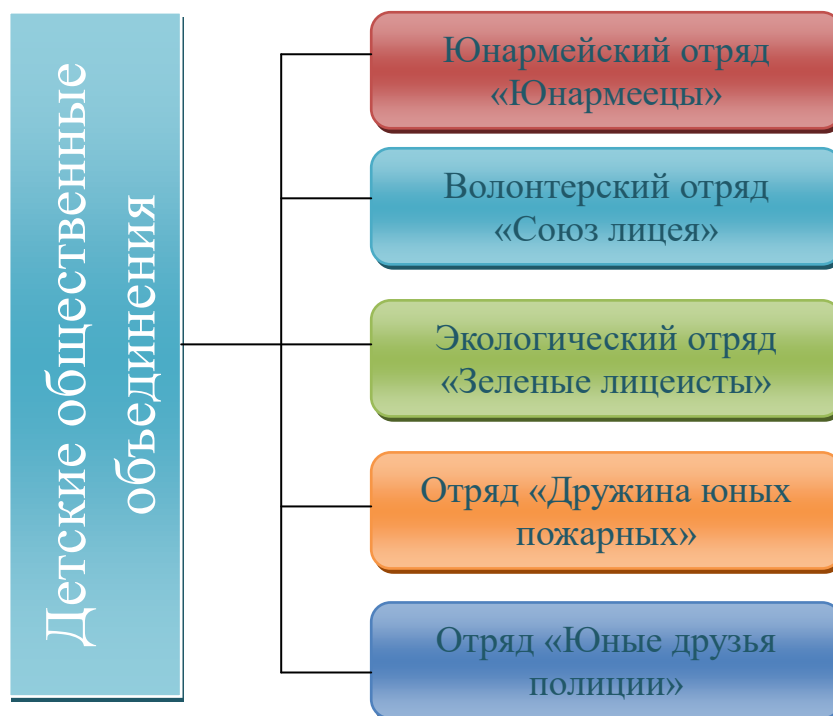 Детские общественные
объединения
Юнармейский отряд
«Юнармеецы»
Волонтерский отряд
«Союз лицея»
Экологический отряд
«Зеленые лицеисты»
Отряд «Дружина юных
пожарных»
Отряд «Юные друзья
полиции»